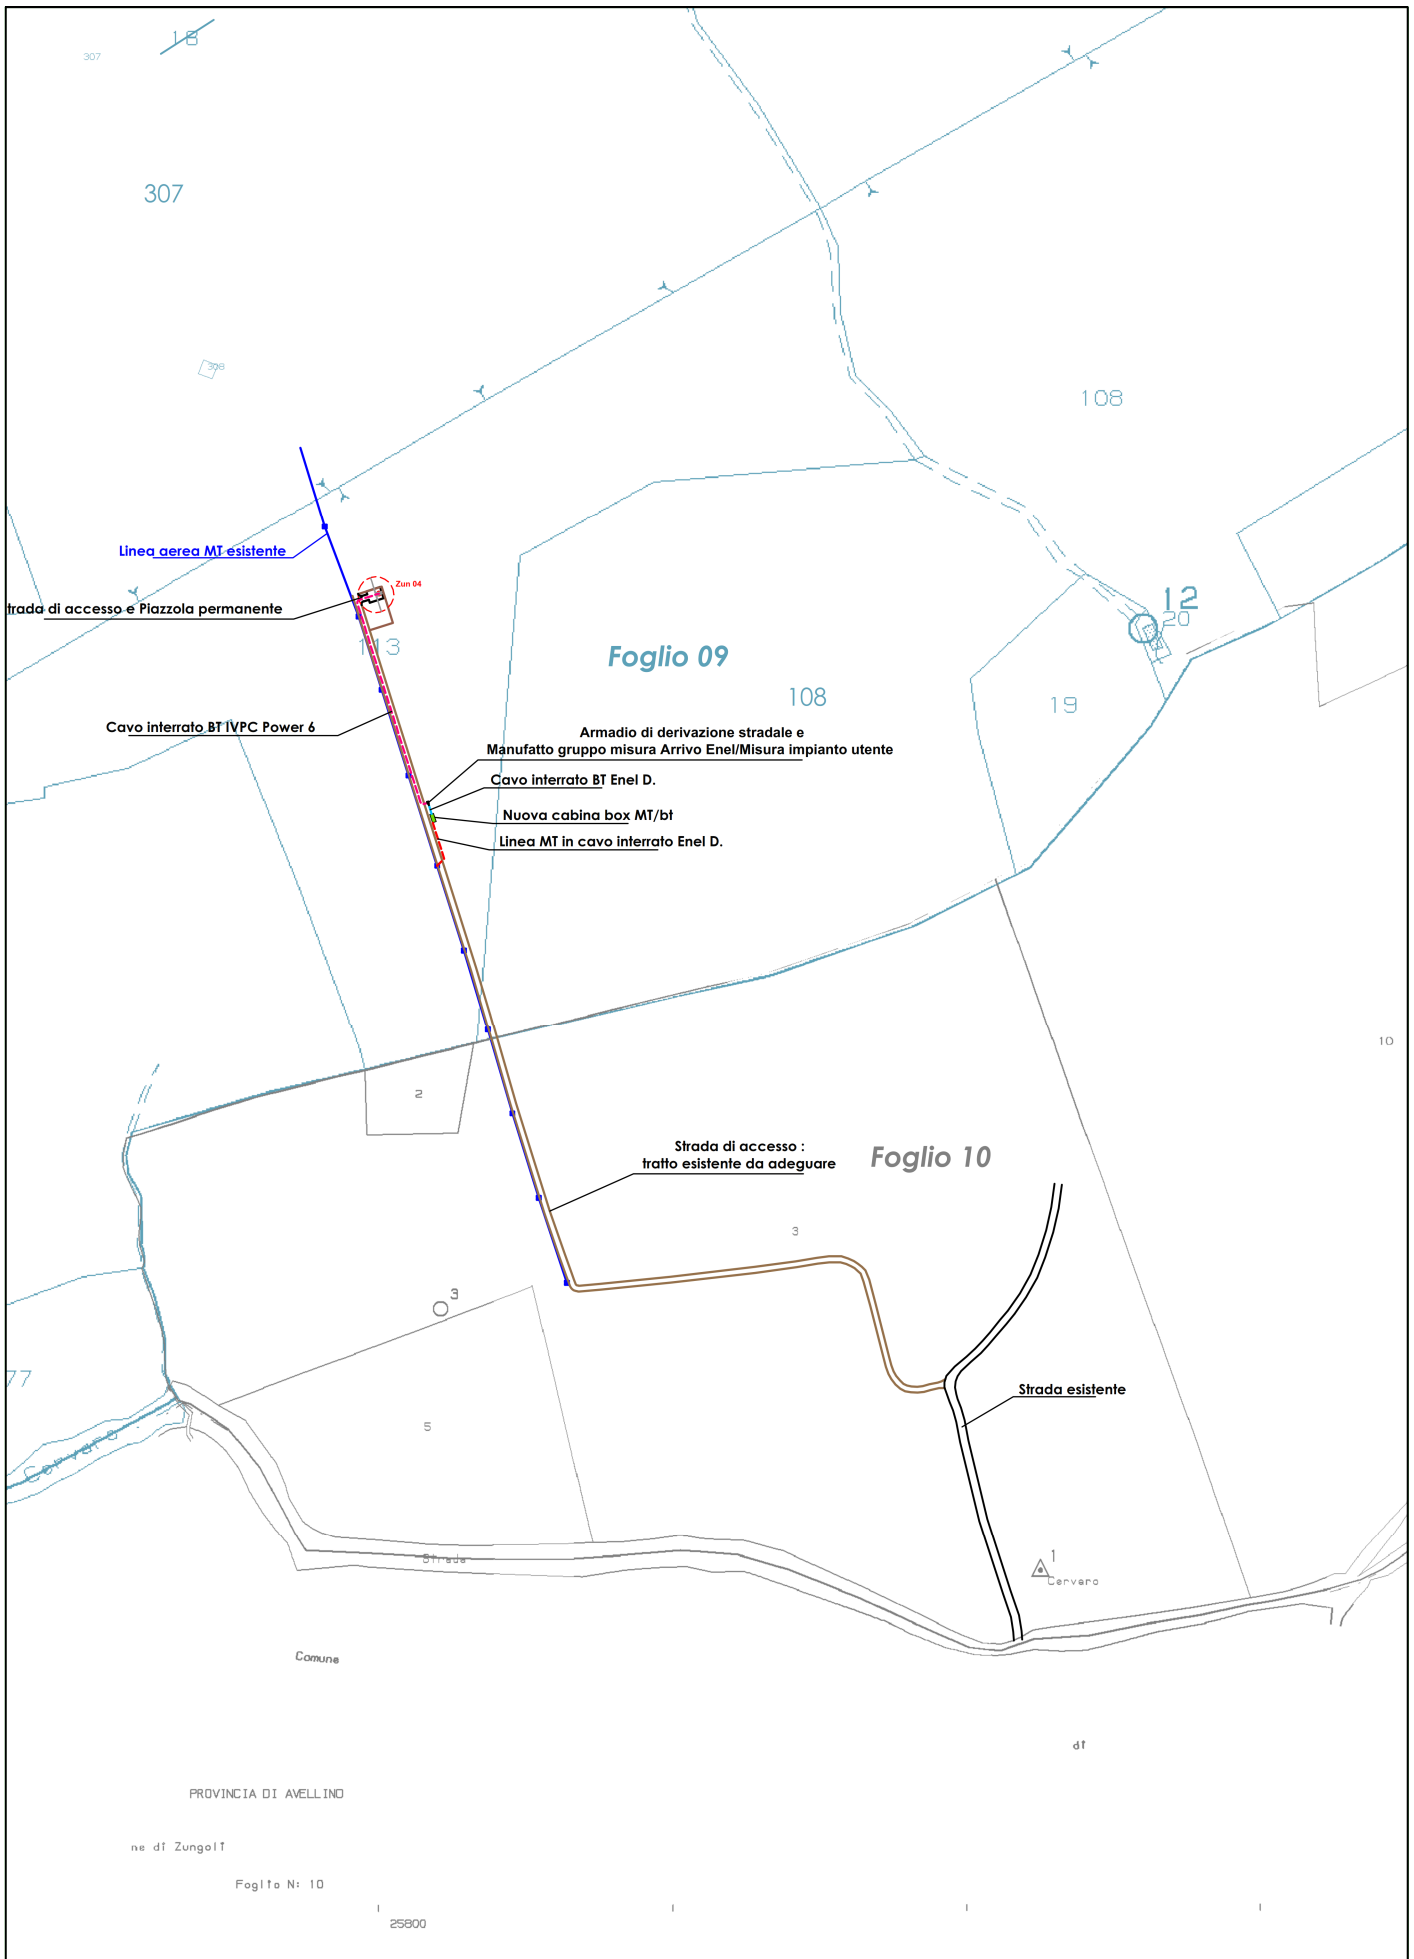 18
307
307
308
108
Linea aerea MT esistente
Zun 04
trada di accesso e Piazzola permanente
12
20
113
Foglio 09
108
19
Cavo interrato BT IVPC Power 6
Armadio di derivazione stradale e
Manufatto gruppo misura Arrivo Enel/Misura impianto utente
Cavo interrato BT Enel D.
Nuova cabina box MT/bt
Linea MT in cavo interrato Enel D.
10
2
Strada di accesso :
tratto esistente da adeguare
Foglio 10
3
3
77
Strada esistente
5
Cervaro
Strada
1
Cervaro
Comune
di
PROVINCIA DI AVELLINO
ne di Zungoli
Foglio N: 10
25800